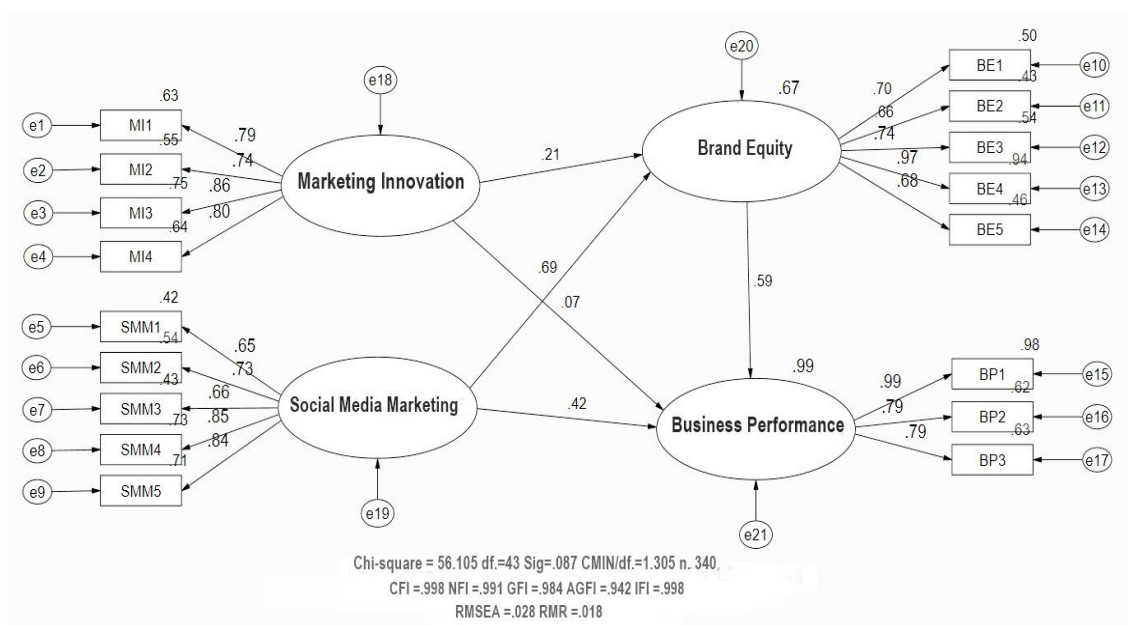 .50
e20
BE1
e10
.63
e18
.67
.70
.43
.66
BE2
e11
e1
MI1
.79
.54
.55
.74
BE3
e12
.74
.21
Brand Equity
e2
MI2
.94
.97
.75
.86
Marketing Innovation
.68
BE4
e13
e3
MI3
.80
.46
.64
BE5
e14
e4
MI4
.69
.59
.42
.07
e5
SMM1
.54
.65
.98
e6
SMM2
.73
.99
BP1
e15
.43
.66
.99
.62
e7
SMM3
Social Media Marketing
.42
.79
BP2
e16
.73
.85
Business Performance
.63
e8
SMM4
.84
.79
BP3
e17
.71
e9
SMM5
e19
e21
Chi-square = 56.105 df.=43 Sig=.087 CMIN/df.=1.305 n. 340,
CFI =.998 NFI =.991 GFI =.984 AGFI =.942 IFI =.998
RMSEA =.028 RMR =.018